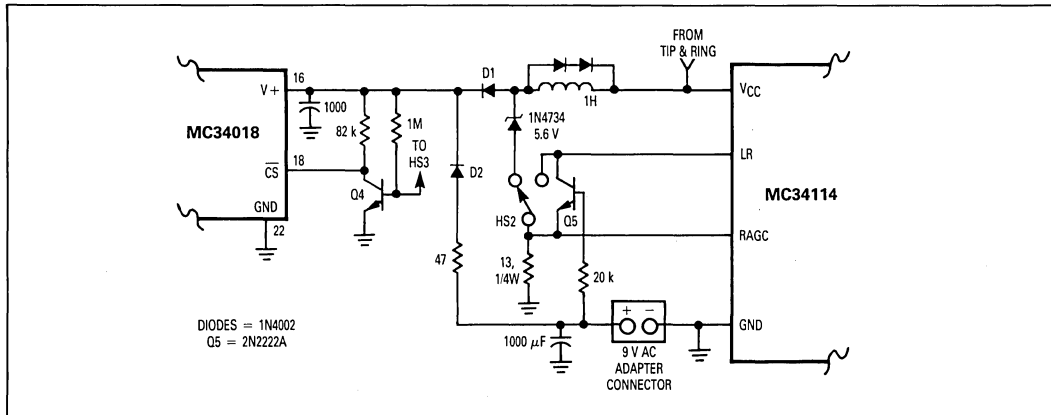 FROM
TIP & RING
D1
1H
16
V+
VCC
1000
82 k
1M
1N4734
5.6 V
MC34018
TO
HS3
LR
18
CS
D2
Q4
MC34114
GND
HS2
Q5
RAGC
22
47
13,
1/4W
20 k
+ −
GND
DIODES = 1N4002
Q5 = 2N2222A
1000 μF
9 V AC
ADAPTER
CONNECTOR